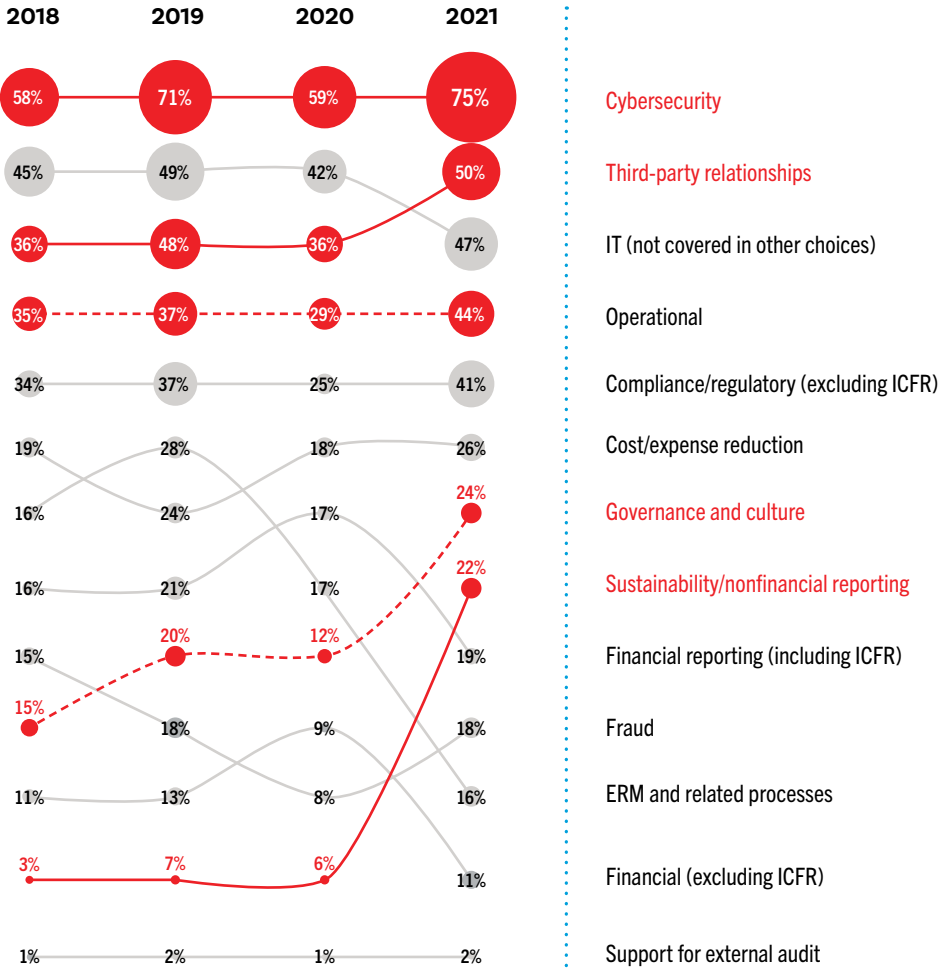 2018 2019 2020 2021
58% 71% 59% 75% Cybersecurity
45% 49% 42% 50% Third-party relationships
36% 48% 36% 47% IT (not covered in other choices)
35% 37% 29% 44% Operational
34% 37% 25% 41% Compliance/regulatory (excluding ICFR)
19% 28% 18% 26% Cost/expense reduction
16% 24% 17% 24% Governance and culture
16% 21% 17% 22% Sustainability/nonfinancial reporting
15% 20% 12% 19% Financial reporting (including ICFR)
15% 18% 9% 18% Fraud
11% 13% 8% 16% ERM and related processes
3% 7% 6% 11% Financial (excluding ICFR)
1% 2% 1% 2% Support for external audit